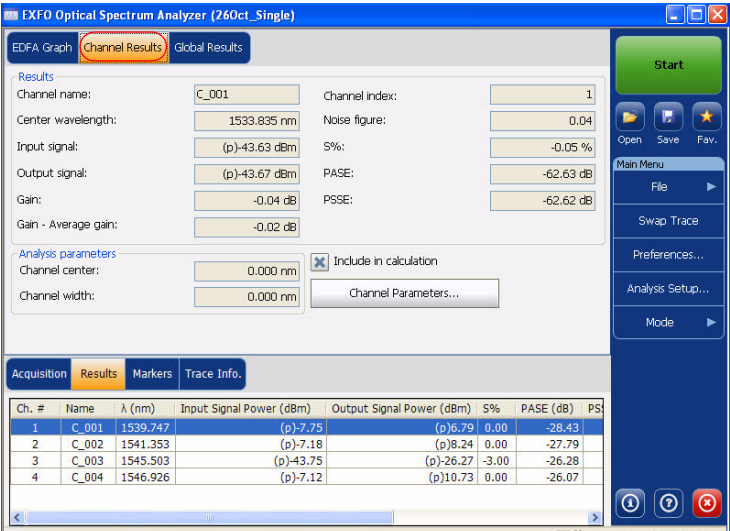 EXFO Optical Spectrum Analyzer (26Oct_Single)
EDFA Graph Channel Results Global Results
Results
Channel name: C_001 Channel index: 1
Center wavelength: 1533.835 nm Noise figure: 0.04
Input signal: (p)-43.63 dBm S%: -0.05 %
Output signal: (p)-43.67 dBm PASE: -62.63 dB
Gain: -0.04 dB PSSE: -62.62 dB
Gain - Average gain: -0.02 dB
Analysis parameters
Channel center: 0.000 nm Include in calculation
Channel width: 0.000 nm Channel Parameters...
Start
Open Save Fav.
Main Menu
File
Swap Trace
Preferences...
Analysis Setup...
Mode
Acquisition Results Markers Trace Info.
Ch. # Name λ (nm) Input Signal Power (dBm) Output Signal Power (dBm) S% PASE (dB) PS
1 C_001 1539.747 (p)-7.75 (p)6.79 0.00 -28.43
2 C_002 1541.353 (p)-7.18 (p)8.24 0.00 -27.79
3 C_003 1545.503 (p)-43.75 (p)-26.27 -3.00 -26.28
4 C_004 1546.926 (p)-7.12 (p)10.73 0.00 -26.07